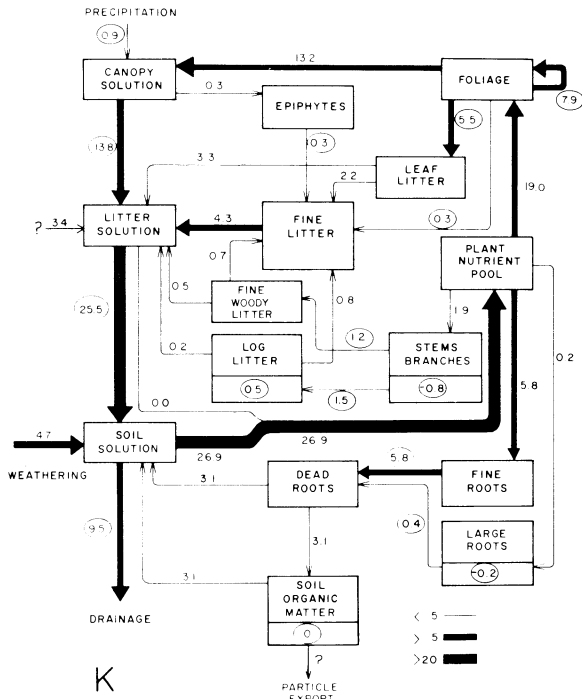 PRECIPITATION
0.9
13.2
CANOPY
SOLUTION
FOLIAGE
7.9
0.3
EPIPHYTES
5.5
13.8
0.3
3.3
LEAF
LITTER
2.2
19.0
? 3.4
LITTER
SOLUTION
4.3
FINE
LITTER
0.3
PLANT
NUTRIENT
POOL
0.7
0.5
FINE
WOODY
LITTER
0.8
25.5
1.2
1.9
0.2
0.2
LOG
LITTER
0.5
STEMS
BRANCHES
-0.8
1.5
5.8
0.0
4.7
WEATHERING
SOIL
SOLUTION
26.9
26.9
5.8
3.1
DEAD
ROOTS
FINE
ROOTS
9.5
0.4
LARGE
ROOTS
-0.2
3.1
3.1
SOIL
ORGANIC
MATTER
0
DRAINAGE
< 5
> 5
>20
?
K
PARTICLE
EXPORT